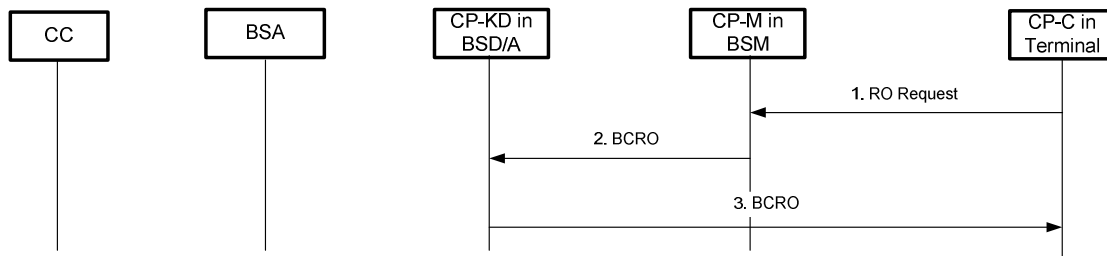 CC
BSA
CP-KD in
BSD/A
CP-M in
BSM
CP-C in
Terminal
1. RO Request
2. BCRO
3. BCRO